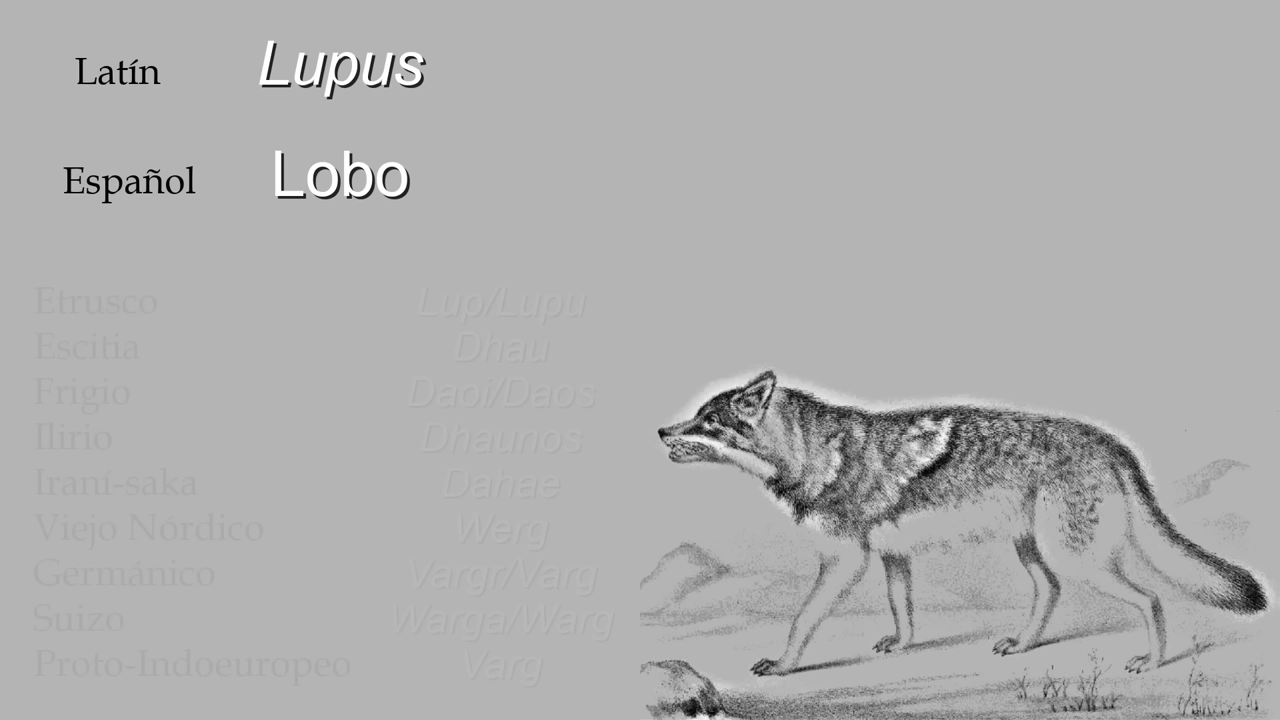 Latín Lupus
Español Lobo
Etrusco Lup/Lupu
Escitia Dhau
Frigio Daoi/Daos
Ilirio Dhaunos
Iraní-saka Dahae
Viejo Nórdico Werg
Germánico Vargr/Varg
Suizo Warga/Warg
Proto-Indoeuropeo Varg